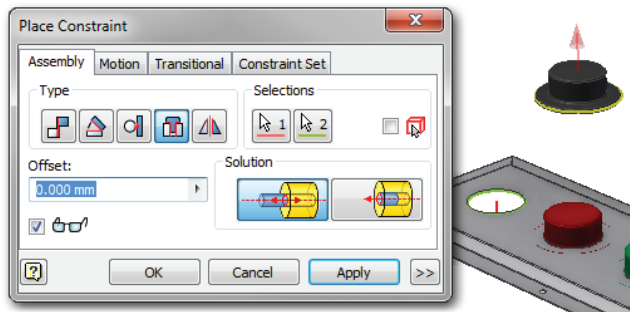 Place Constraint
Assembly Motion Transitional Constraint Set
Type
Selections
1 2
Offset:
Solution
0.000 mm
OK Cancel Apply >>